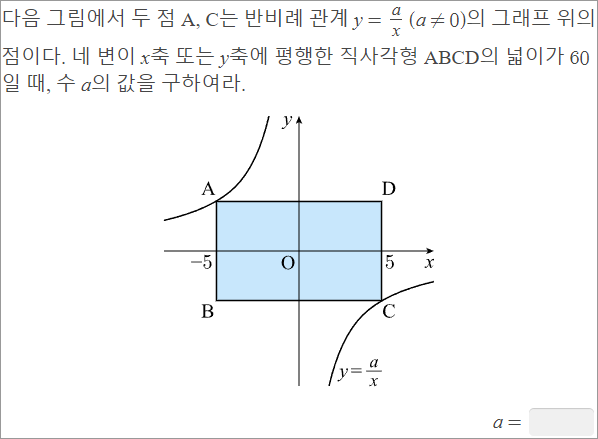 다음 그림에서 두 점 A, C는 반비례 관계 y = a/x (a ≠ 0)의 그래프 위의
점이다. 네 변이 x축 또는 y축에 평행한 직사각형 ABCD의 넓이가 60
일 때, 수 a의 값을 구하여라.
y
A
D
−5
O
5
x
B
C
y = a/x
a =